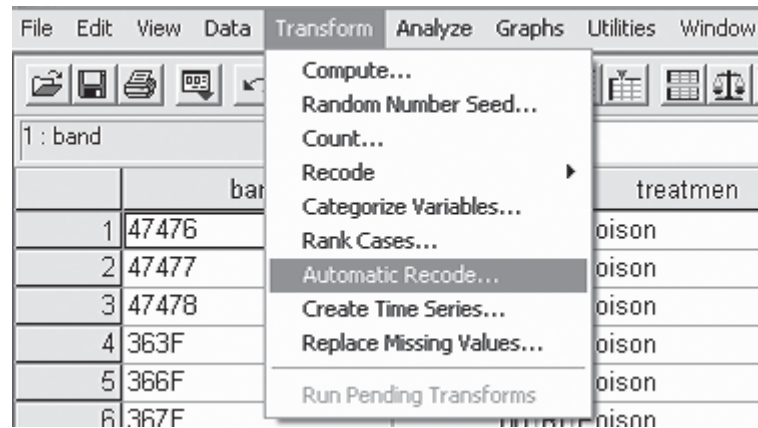 File Edit View Data Transform Analyze Graphs Utilities Window
Compute...
Random Number Seed...
1 : band
Count...
Recode
Categorize Variables...
Rank Cases...
Automatic Recode...
Create Time Series...
Replace Missing Values...
Run Pending Transforms
bar treatmen
1 47476 oison
2 47477 oison
3 47478 oison
4 363F oison
5 366F oison
6 367F